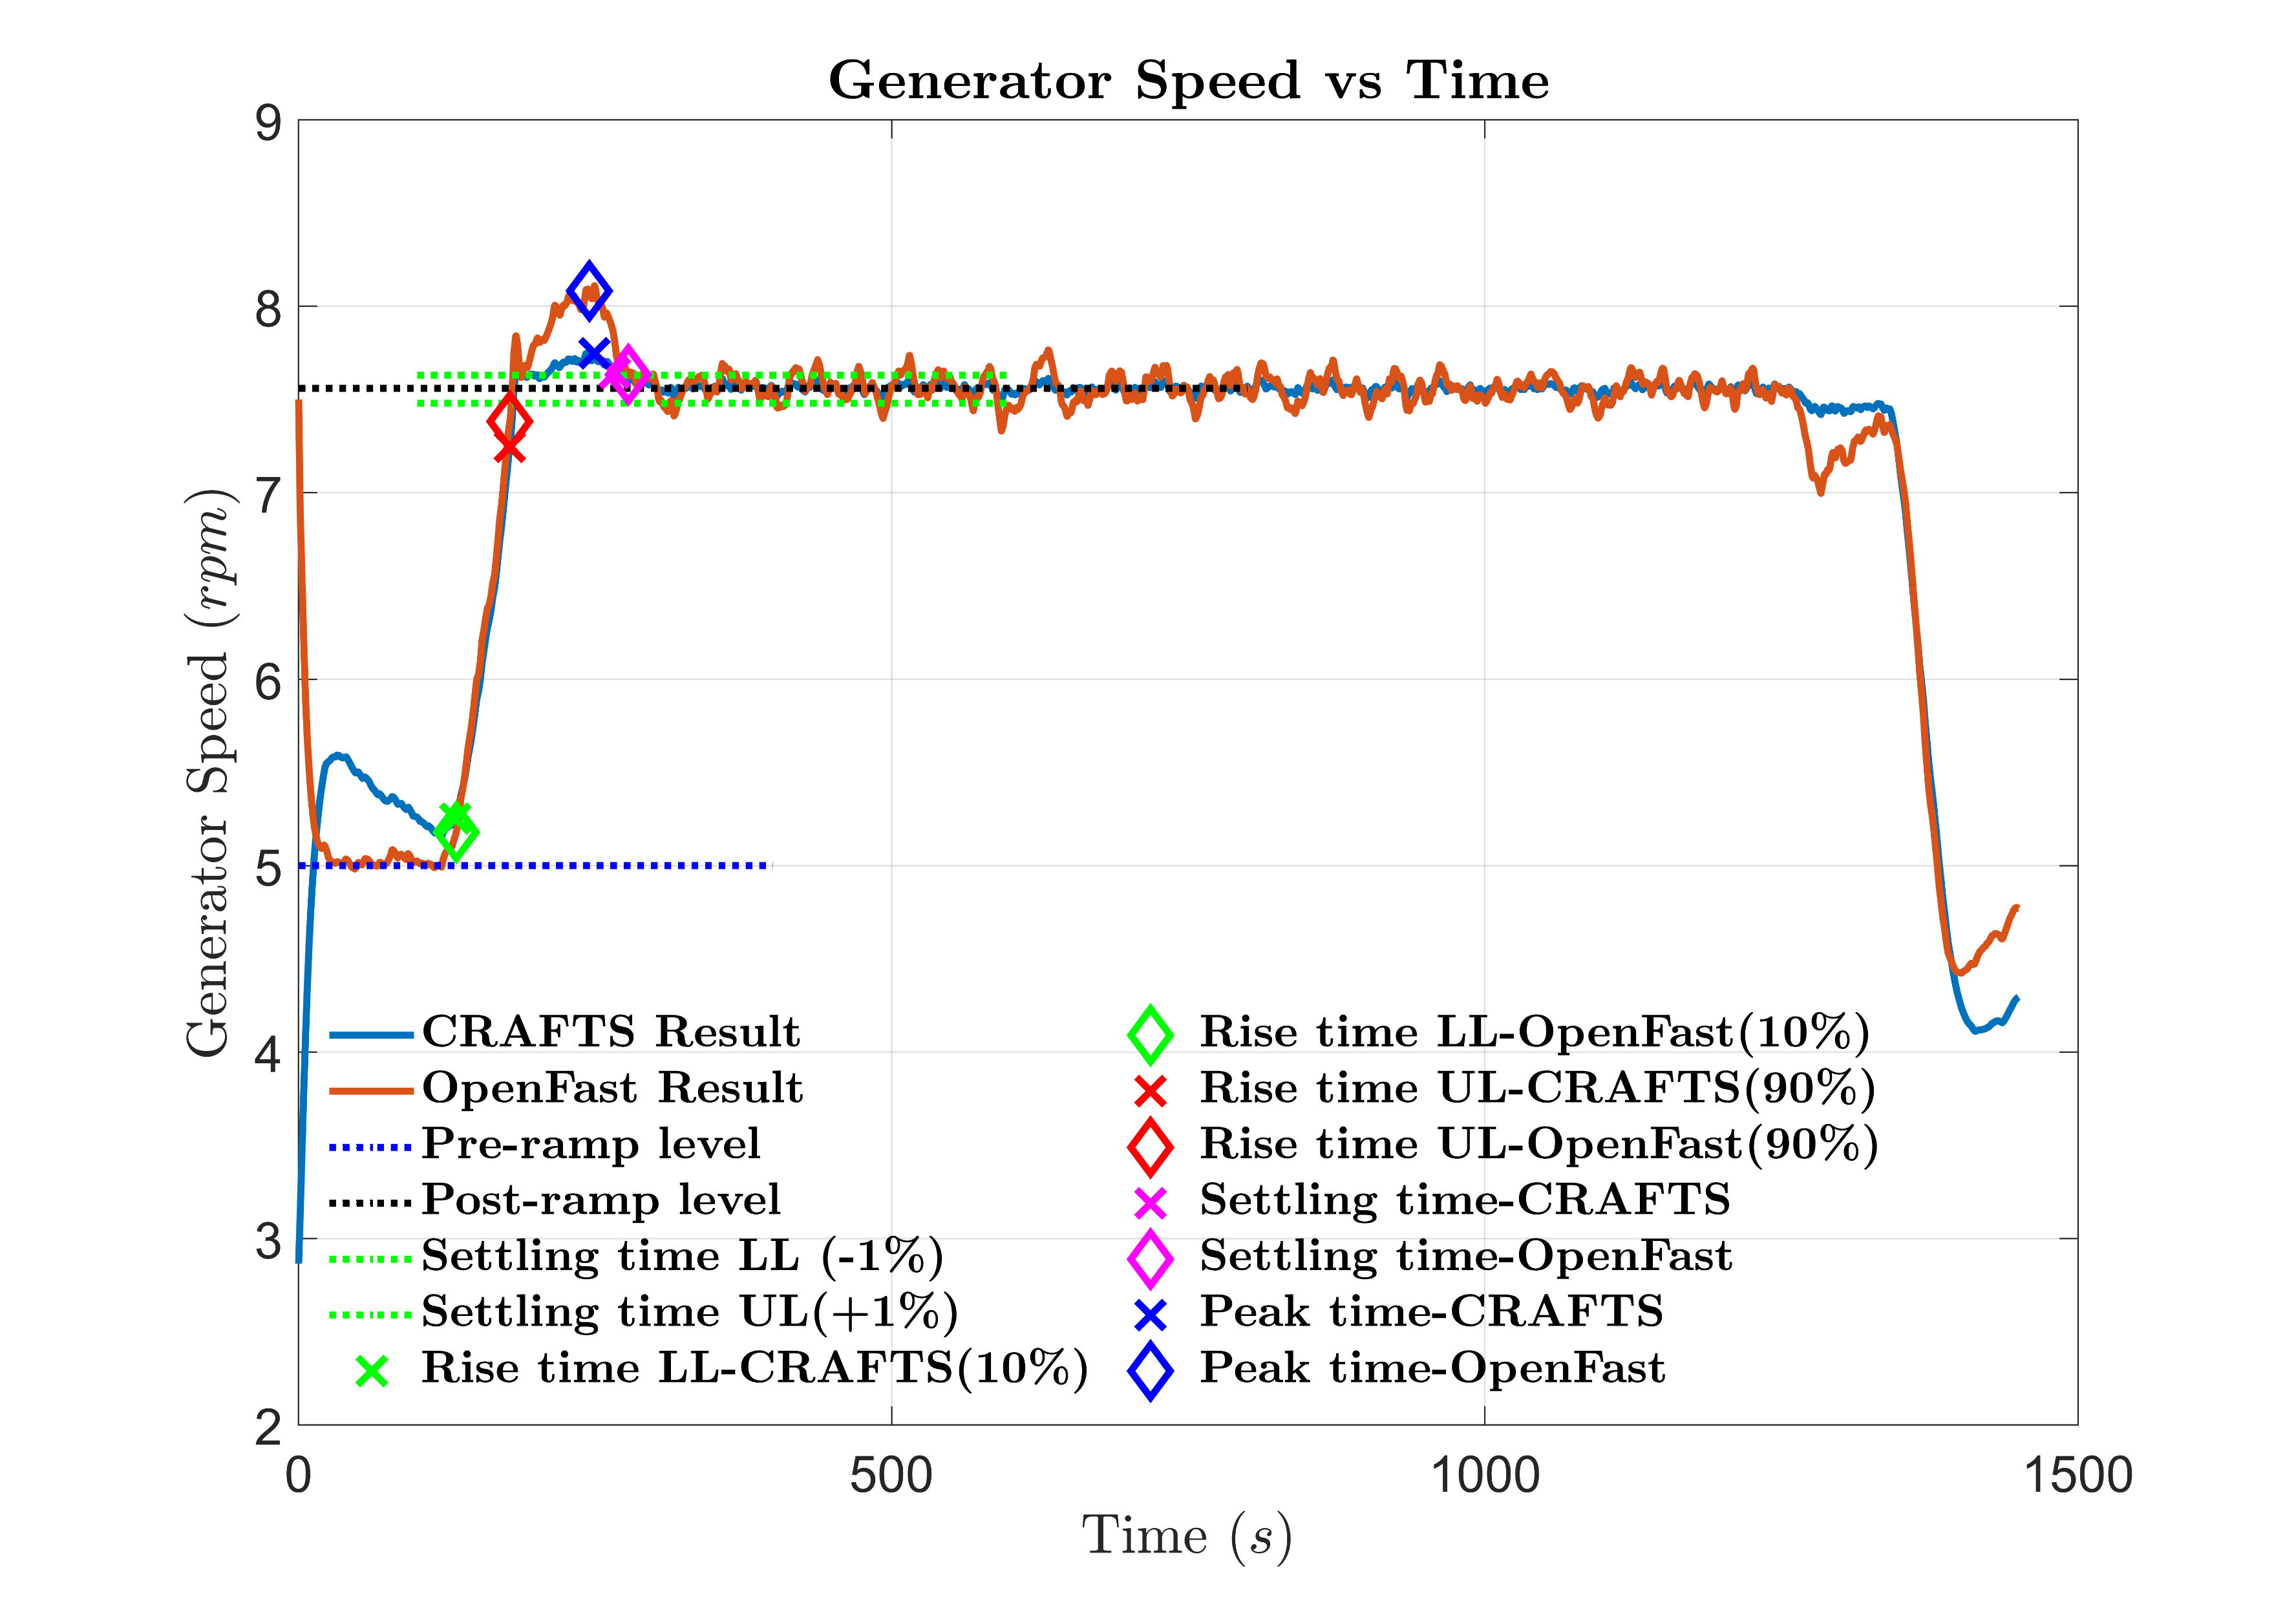 Generator Speed vs Time
9
8
7
6
5
4
3
2
Generator Speed (rpm)
0
500
1000
1500
Time (s)
CRAFTS Result
OpenFast Result
Pre-ramp level
Post-ramp level
Settling time LL (-1%)
Settling time UL(+1%)
Rise time LL-CRAFTS(10%)
Rise time LL-OpenFast(10%)
Rise time UL-CRAFTS(90%)
Rise time UL-OpenFast(90%)
Settling time-CRAFTS
Settling time-OpenFast
Peak time-CRAFTS
Peak time-OpenFast